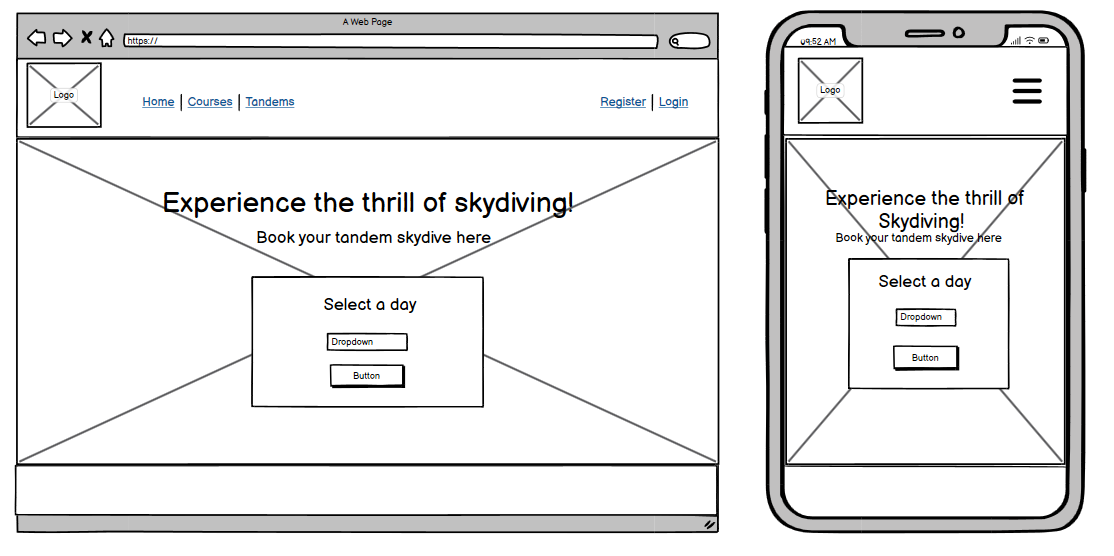 A Web Page
https://
Logo
Home | Courses | Tandems
Register | Login
Experience the thrill of skydiving!
Book your tandem skydive here
Select a day
Dropdown
Button
09:52 AM
Logo
Experience the thrill of
Skydiving!
Book your tandem skydive here
Select a day
Dropdown
Button